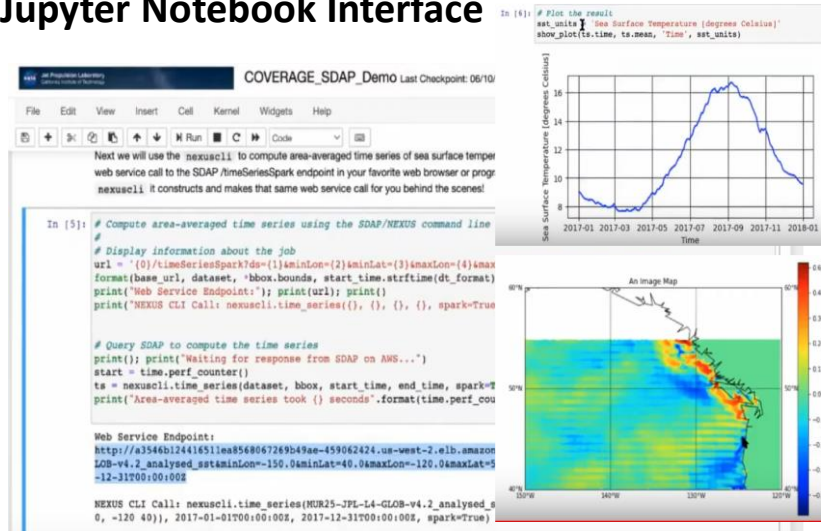 Jupyter Notebook Interface
Jet Propulsion Laboratory
California Institute of Technology
COVERAGE_SDAP_Demo Last Checkpoint: 06/10/
File Edit View Insert Cell Kernel Widgets Help
Run Code
Next we will use the nexuscli to compute area-averaged time series of sea surface temper
web service call to the SDAP /timeSeriesSpark endpoint in your favorite web browser or progr
nexuscli it constructs and makes that same web service call for you behind the scenes!
In [5]: # Compute area-averaged time series using the SDAP/NEXUS command line
#
# Display information about the job
url = '{0}/timeSeriesSpark?ds={1}&minLon={2}&minLat={3}&maxLon={4}&max
format(base_url, dataset, *bbox.bounds, start_time.strftime(dt_format)
print("Web Service Endpoint:"); print(url); print()
print("NEXUS CLI Call: nexuscli.time_series({}, {}, {}, {}, spark=True
# Query SDAP to compute the time series
print(); print("Waiting for response from SDAP on AWS...")
start = time.perf_counter()
ts = nexuscli.time_series(dataset, bbox, start_time, end_time, spark=T
print("Area-averaged time series took {} seconds".format(time.perf_cou
Web Service Endpoint:
http://a3546b124416511ea8568067269b49ae-459062424.us-west-2.elb.amazon
LOB-v4.2_analysed_sst&minLon=-150.0&minLat=40.0&maxLon=-120.0&maxLat=5
-12-31T00:00:00Z
NEXUS CLI Call: nexuscli.time_series(MUR25-JPL-L4-GLOB-v4.2_analysed_s
0, -120 40)), 2017-01-01T00:00:00Z, 2017-12-31T00:00:00Z, spark=True)
In [6]: # Plot the result
sst_units = 'Sea Surface Temperature [degrees Celsius]'
show_plot(ts.time, ts.mean, 'Time', sst_units)
Sea Surface Temperature [degrees Celsius]
16
14
12
10
8
2017-01 2017-03 2017-05 2017-07 2017-09 2017-11 2018-01
Time
An Image Map
60°N
50°N 50°N
40°N 40°N
150°W 140°W 130°W 120°W